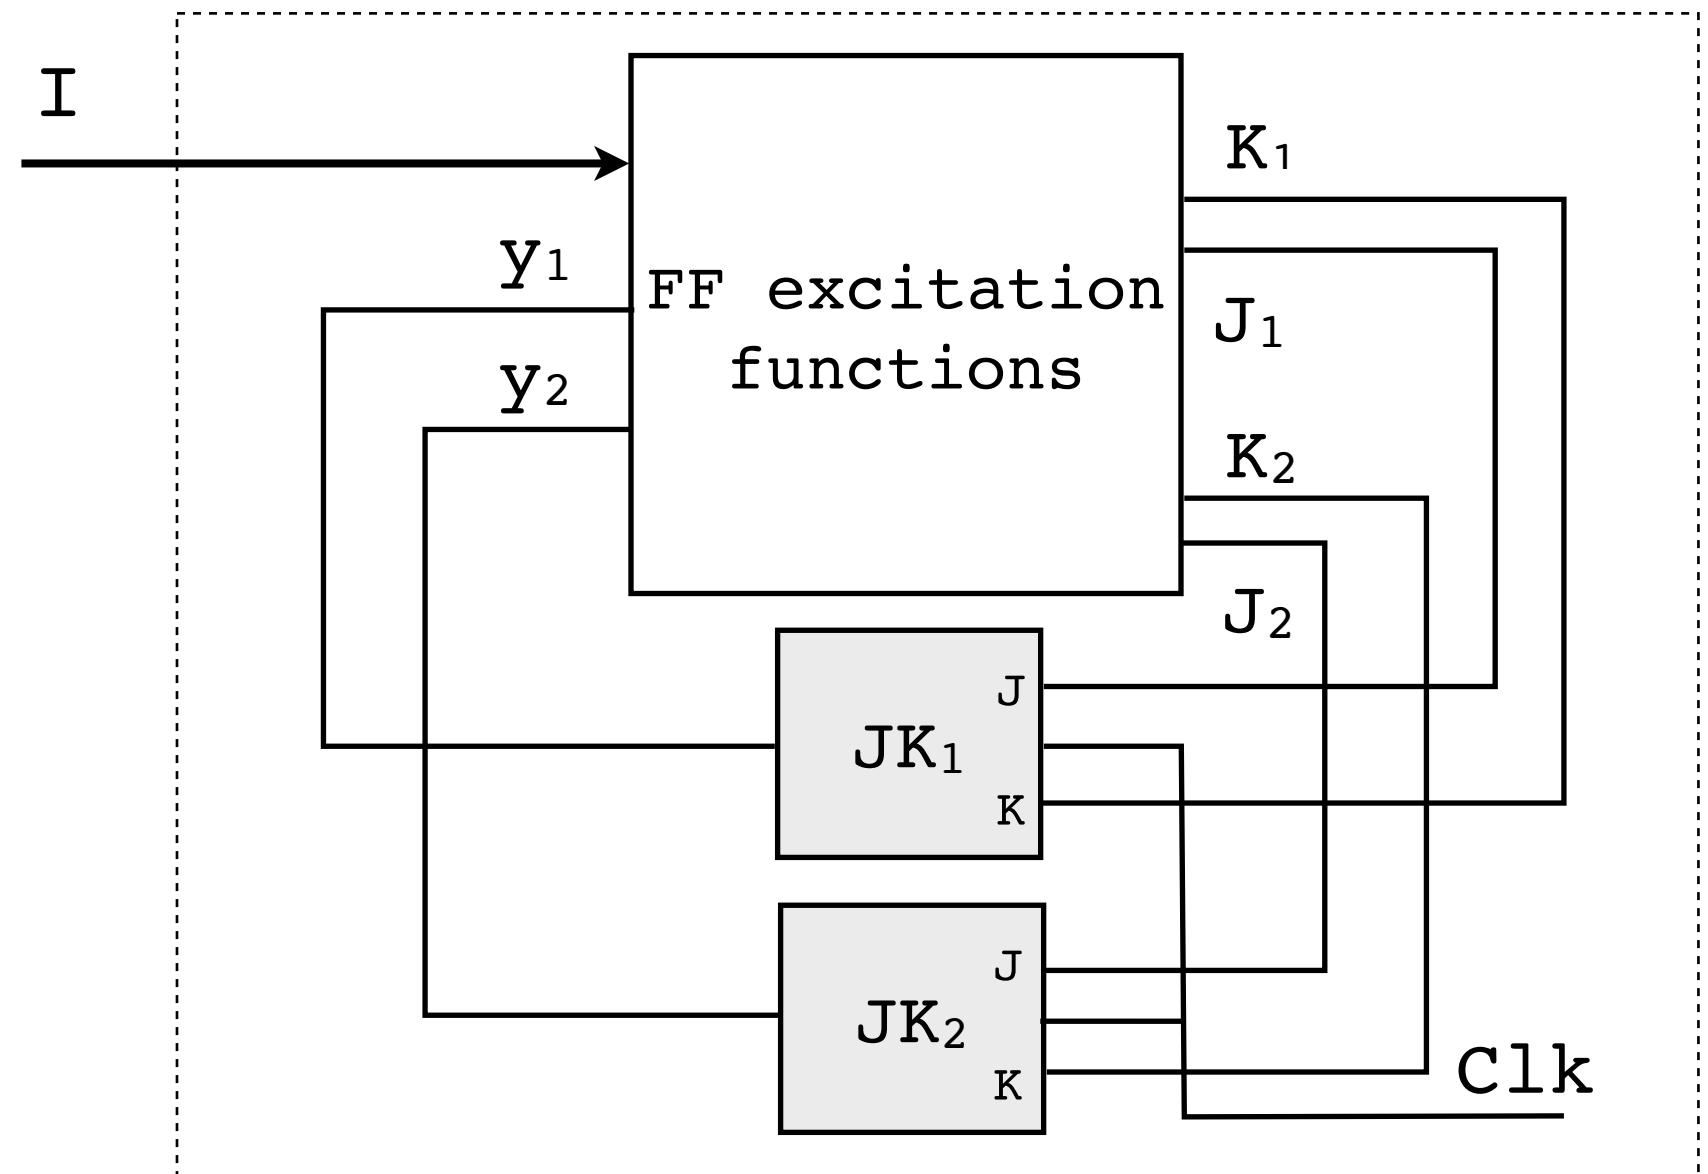 I
K1
y1
FF excitation
functions
J1
y2
K2
J2
J
JK1
K
J
JK2
K
Clk